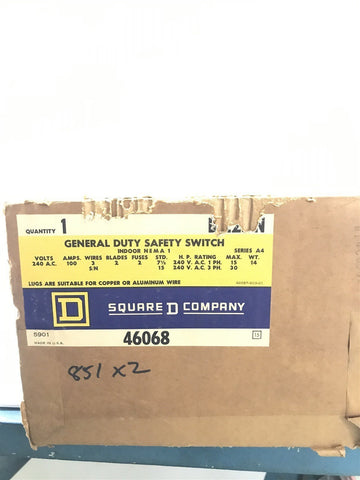 QUANTITY 1
GENERAL DUTY SAFETY SWITCH
INDOOR NEMA 1 SERIES A4
VOLTS AMPS. WIRES BLADES FUSES STD. H.P. RATING MAX. WT.
240 A.C. 100 3 2 2 7½ 240 V. A.C. 1 PH. 15 14
S/N 15 240 V. A.C. 3 PH. 30
LUGS ARE SUITABLE FOR COPPER OR ALUMINUM WIRE
D SQUARE D COMPANY
5901 46068
MADE IN U.S.A.
851 x2